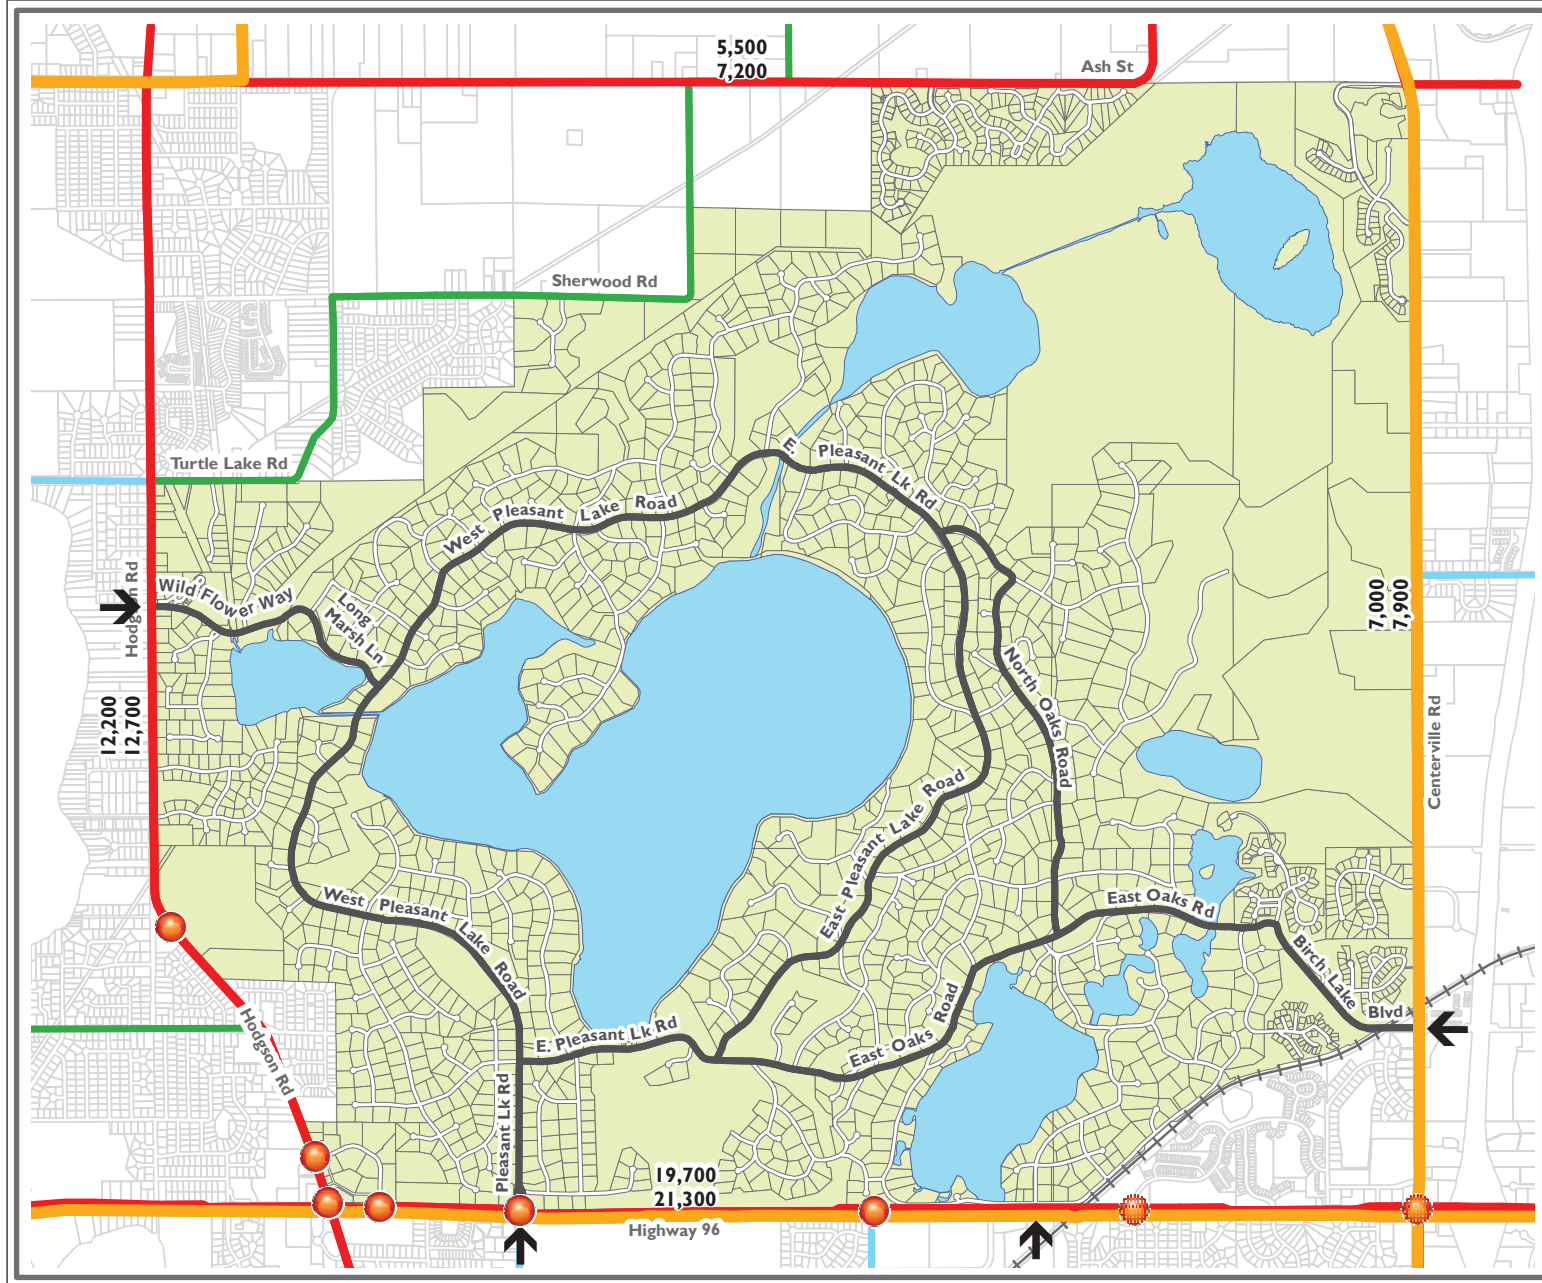 5,500
7,200
Ash St
Sherwood Rd
Turtle Lake Rd
E. Pleasant Lk Rd
West Pleasant Lake Road
Hodgson Rd
Wild Flower Way
Long
Marsh Ln
7,000
7,900
North Oaks Road
12,200
12,700
Centerville Rd
East Pleasant Lake Road
West Pleasant Lake Road
East Oaks Rd
Birch Lake Blvd
East Oaks Road
E. Pleasant Lk Rd
Hodgson Rd
Pleasant Lk Rd
19,700
21,300
Highway 96